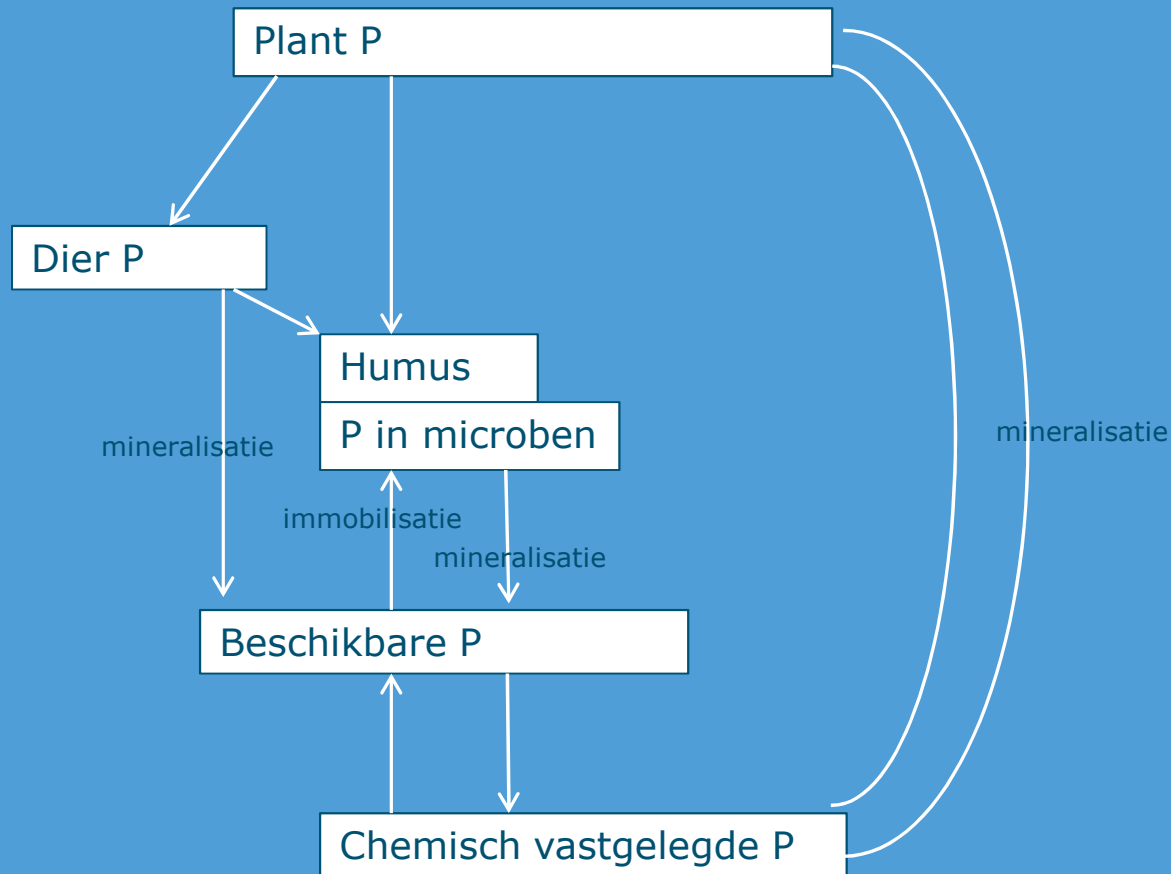 Plant P
Dier P
Humus
P in microben
mineralisatie
mineralisatie
immobilisatie
mineralisatie
Beschikbare P
Chemisch vastgelegde P